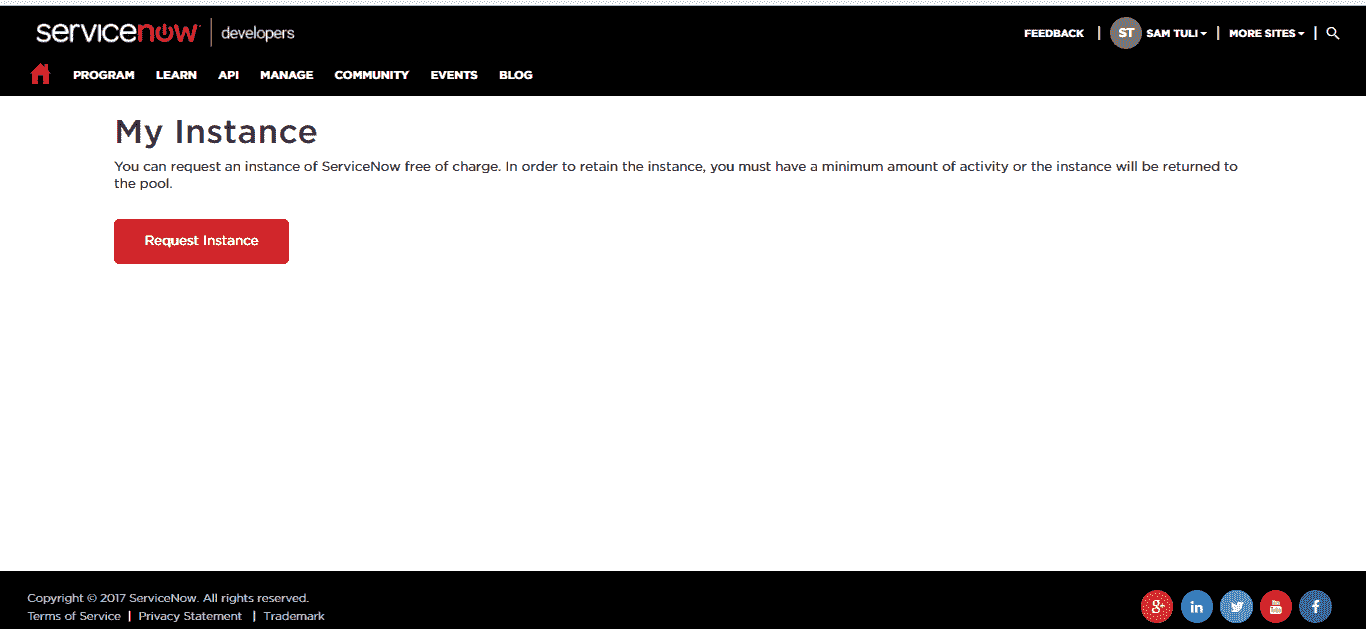 servicenow | developers
FEEDBACK | ST SAM TULI | MORE SITES |
PROGRAM LEARN API MANAGE COMMUNITY EVENTS BLOG
My Instance
You can request an instance of ServiceNow free of charge. In order to retain the instance, you must have a minimum amount of activity or the instance will be returned to
the pool.
Request Instance
Copyright © 2017 ServiceNow. All rights reserved.
Terms of Service | Privacy Statement | Trademark
g+ in You Tube f